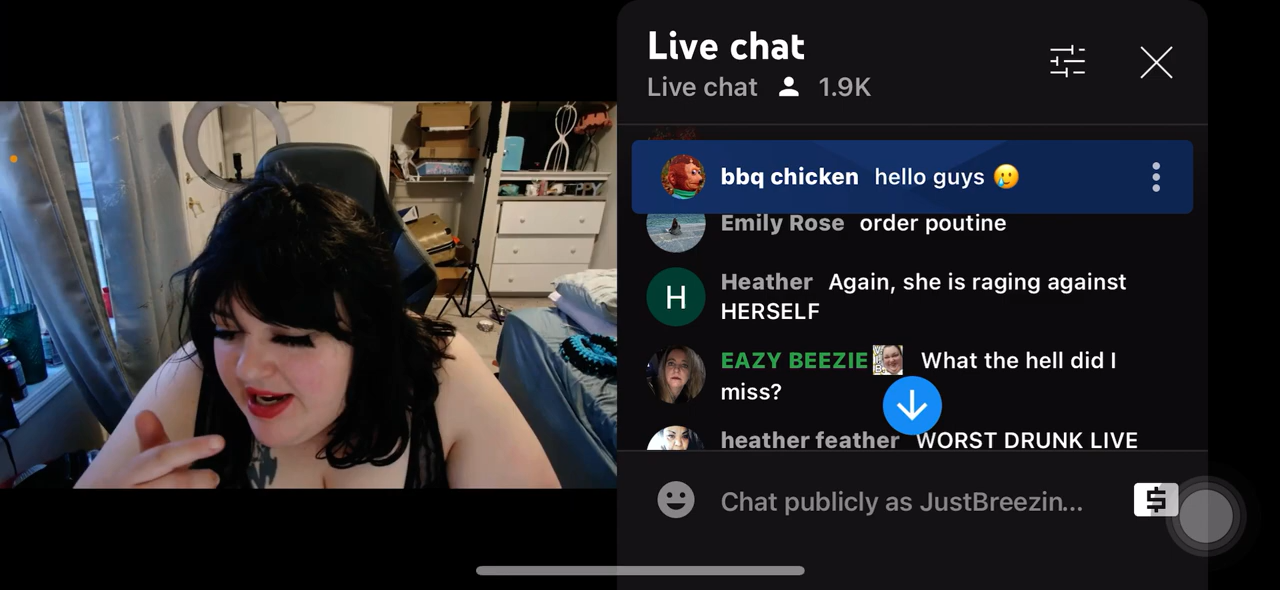 Live chat
Live chat 1.9K
bbq chicken hello guys 🥲
Emily Rose order poutine
H
Heather Again, she is raging against
HERSELF
EAZY BEEZIE What the hell did I
miss?
heather feather WORST DRUNK LIVE
Chat publicly as JustBreezin...
$